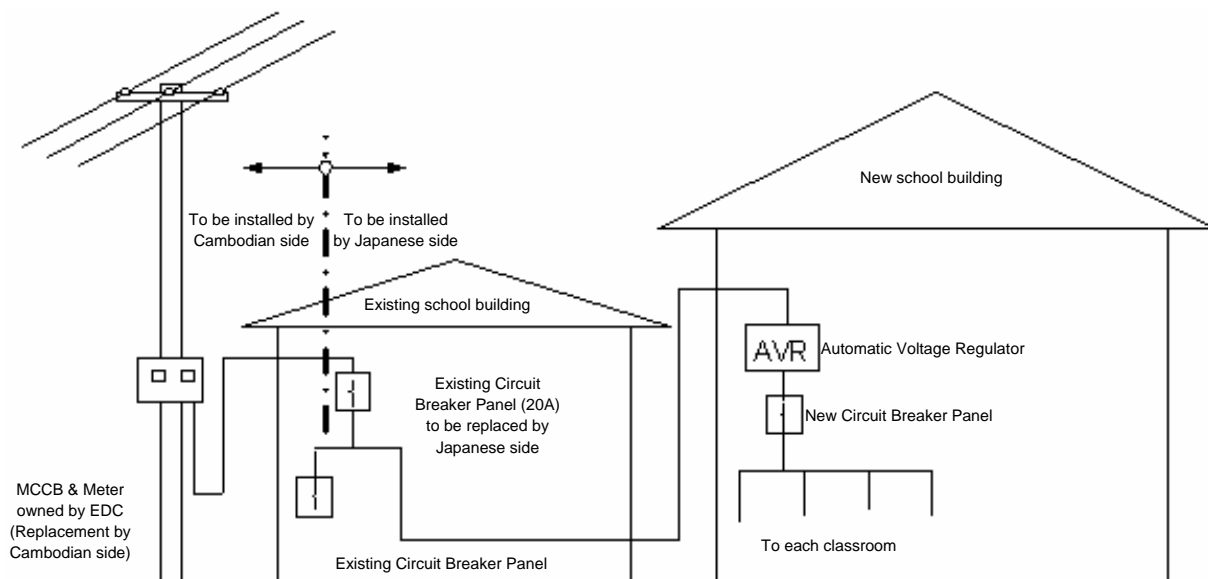 New school building
To be installed by
Cambodian side
To be installed
by Japanese side
Existing school building
AVR
Automatic Voltage Regulator
Existing Circuit
Breaker Panel (20A)
to be replaced by
Japanese side
New Circuit Breaker Panel
MCCB & Meter
owned by EDC
(Replacement by
Cambodian side)
Existing Circuit Breaker Panel
To each classroom